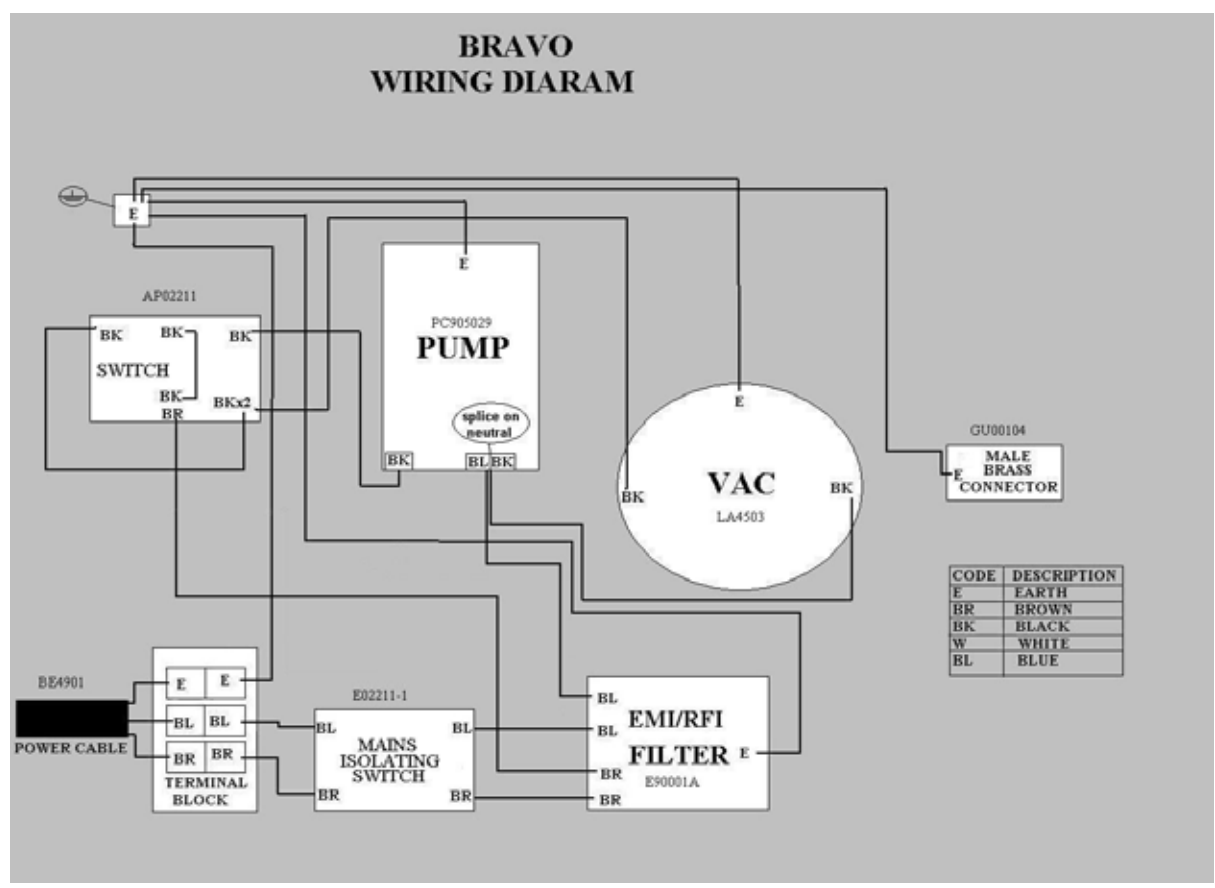 BRAVO
WIRING DIARAM
E
AP02211
BK
BK
BK
SWITCH
BK
BR
BKx2
E
PC905029
PUMP
splice on
neutral
BK
BL
BK
E
VAC
BK
BK
LA4503
GU00104
MALE
BRASS
E
CONNECTOR
CODE DESCRIPTION
E EARTH
BR BROWN
BK BLACK
W WHITE
BL BLUE
BE4901
POWER CABLE
E E
BL BL
BR BR
TERMINAL
BLOCK
E02211-1
BL
BL
MAINS
ISOLATING
SWITCH
BR
BR
BL
BL
EMI/RFI
FILTER
E
BR
E90001A
BR